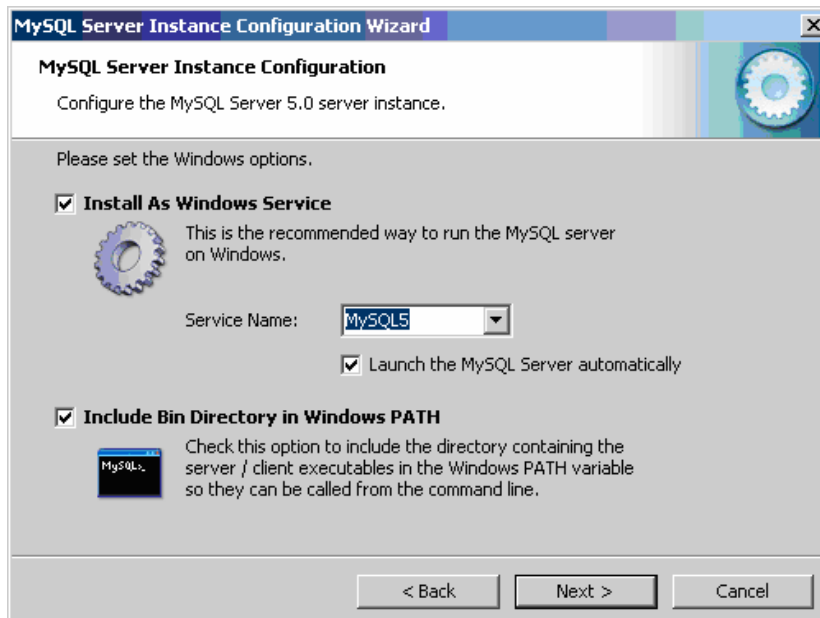 MySQL Server Instance Configuration Wizard
MySQL Server Instance Configuration
Configure the MySQL Server 5.0 server instance.
Please set the Windows options.
Install As Windows Service
This is the recommended way to run the MySQL server
on Windows.
Service Name: MySQL5
Launch the MySQL Server automatically
Include Bin Directory in Windows PATH
Check this option to include the directory containing the
server / client executables in the Windows PATH variable
so they can be called from the command line.
MySQL>_
< Back Next > Cancel